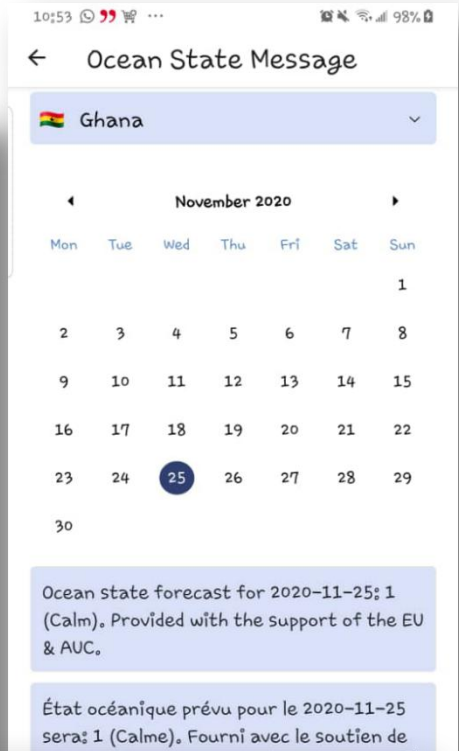 10:53 ... 98%
Ocean State Message
Ghana
November 2020
Mon Tue Wed Thu Fri Sat Sun
1
2 3 4 5 6 7 8
9 10 11 12 13 14 15
16 17 18 19 20 21 22
23 24 25 26 27 28 29
30
Ocean state forecast for 2020-11-25: 1
(Calm). Provided with the support of the EU
& AUC.
État océanique prévu pour le 2020-11-25
sera: 1 (Calme). Fourni avec le soutien de